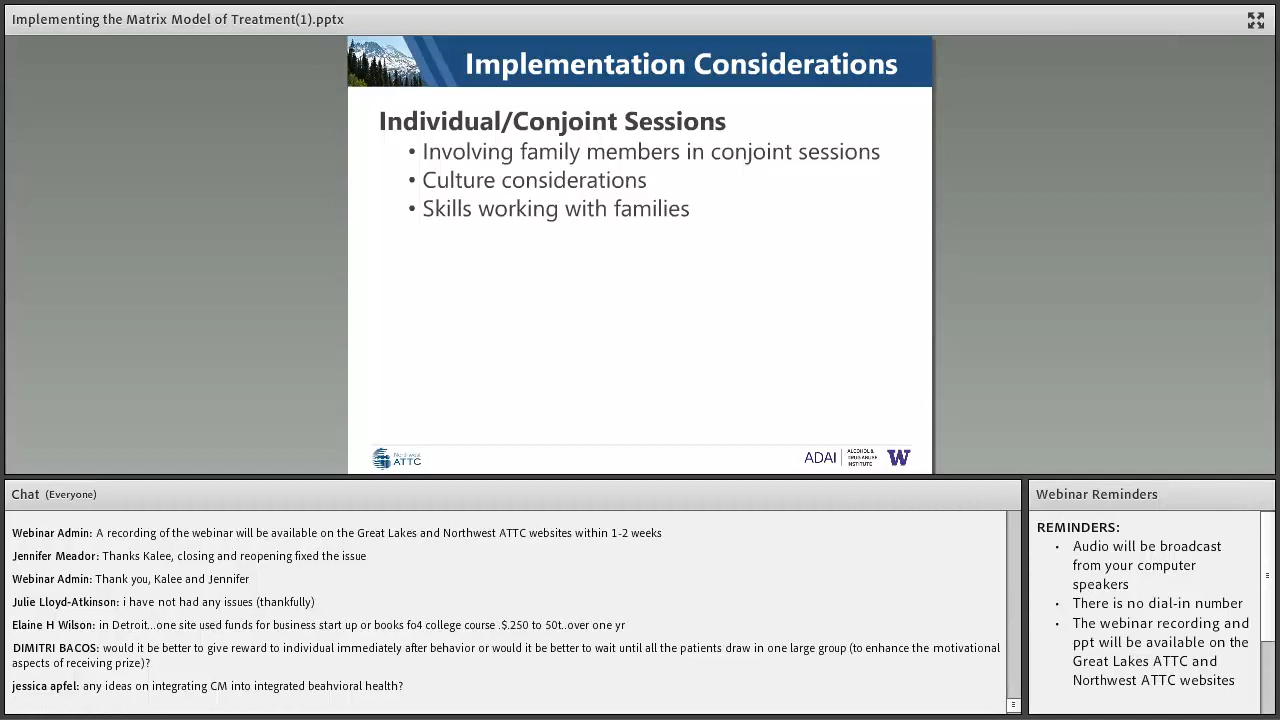 Implementing the Matrix Model of Treatment(1).pptx
Implementation Considerations
Individual/Conjoint Sessions
• Involving family members in conjoint sessions
• Culture considerations
• Skills working with families
Northwest
ATTC
ADAI
ALCOHOL &
DRUG ABUSE
INSTITUTE
W
Chat (Everyone)
Webinar Admin: A recording of the webinar will be available on the Great Lakes and Northwest ATTC websites within 1-2 weeks
Jennifer Meador: Thanks Kalee, closing and reopening fixed the issue
Webinar Admin: Thank you, Kalee and Jennifer
Julie Lloyd-Atkinson: i have not had any issues (thankfully)
Elaine H Wilson: in Detroit...one site used funds for business start up or books fo4 college course .$.250 to 50t..over one yr
DIMITRI BACOS: would it be better to give reward to individual immediately after behavior or would it be better to wait until all the patients draw in one large group (to enhance the motivational
aspects of receiving prize)?
jessica apfel: any ideas on integrating CM into integrated beahvioral health?
Webinar Reminders
REMINDERS:
• Audio will be broadcast
from your computer
speakers
• There is no dial-in number
• The webinar recording and
ppt will be available on the
Great Lakes ATTC and
Northwest ATTC websites